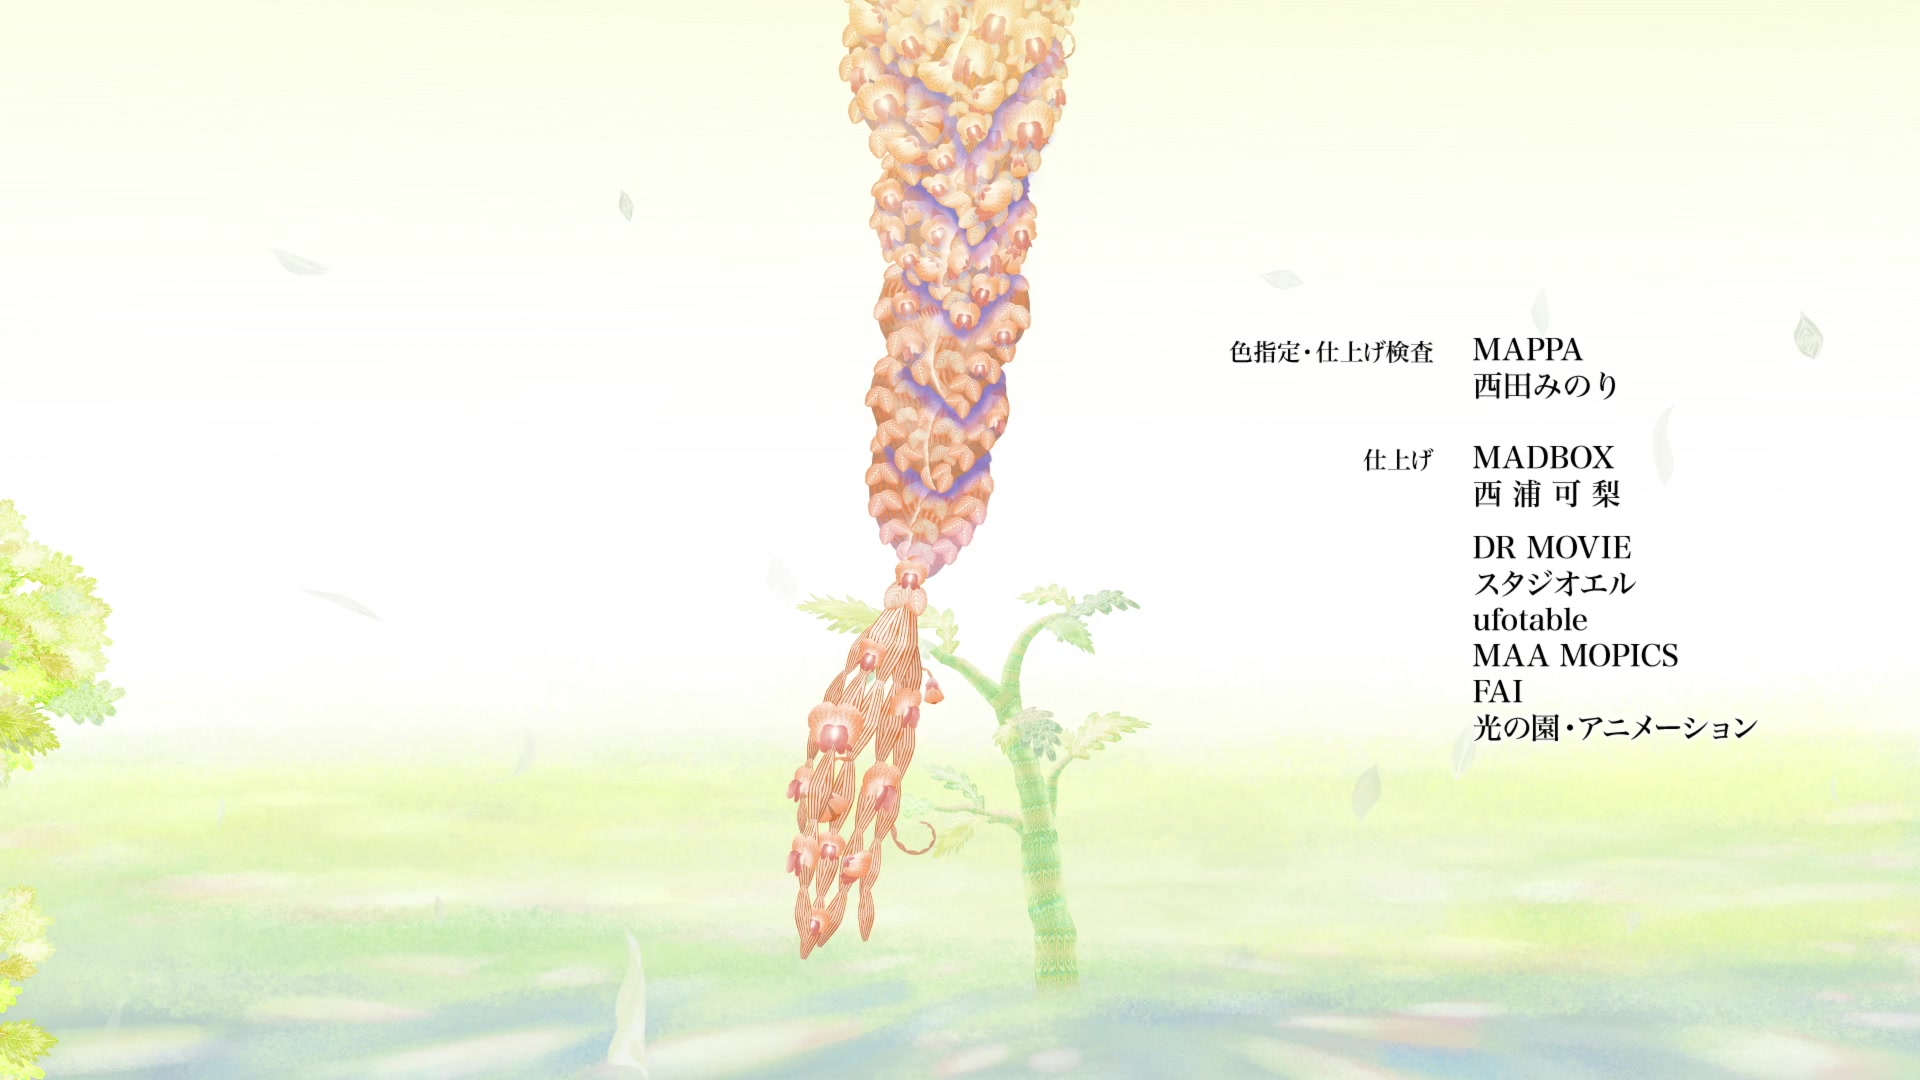 色指定・仕上げ検査 MAPPA
西田みのり
仕上げ MADBOX
西浦可梨
DR MOVIE
スタジオエル
ufotable
MAA MOPICS
FAI
光の園・アニメーション